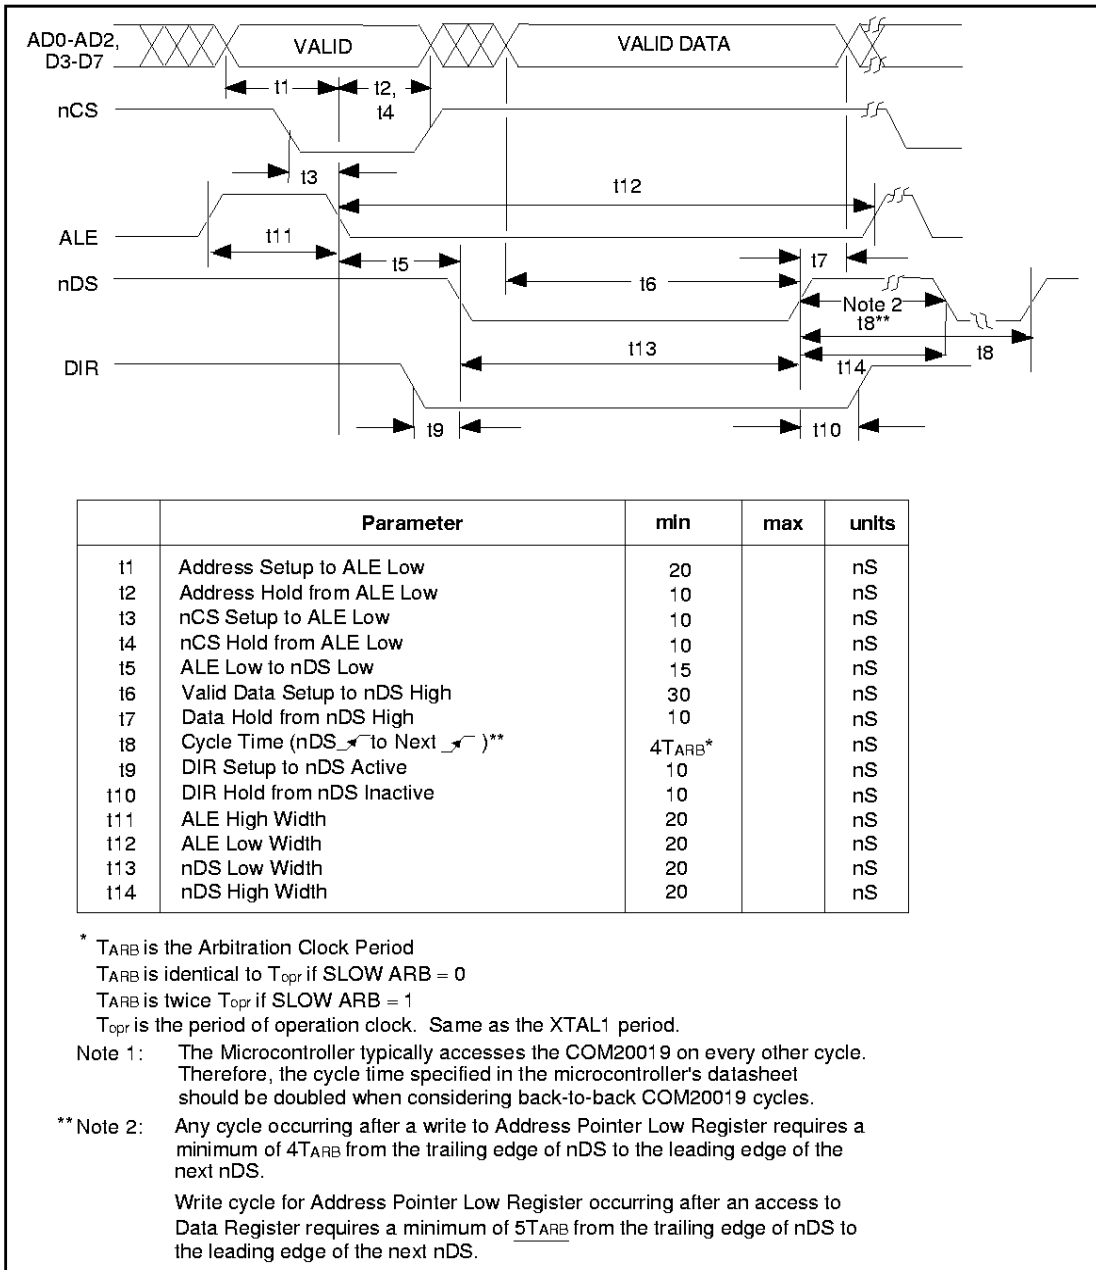 AD0-AD2,
D3-D7
VALID
VALID DATA
t1
t2,
t4
nCS
t3
t12
ALE
t11
t5
t7
nDS
t6
Note 2
t8**
t13
t8
DIR
t14
t9
t10
Parameter min max units
t1 Address Setup to ALE Low 20 nS
t2 Address Hold from ALE Low 10 nS
t3 nCS Setup to ALE Low 10 nS
t4 nCS Hold from ALE Low 10 nS
t5 ALE Low to nDS Low 15 nS
t6 Valid Data Setup to nDS High 30 nS
t7 Data Hold from nDS High 10 nS
t8 Cycle Time (nDS to Next )** 4TARB* nS
t9 DIR Setup to nDS Active 10 nS
t10 DIR Hold from nDS Inactive 10 nS
t11 ALE High Width 20 nS
t12 ALE Low Width 20 nS
t13 nDS Low Width 20 nS
t14 nDS High Width 20 nS
* TARB is the Arbitration Clock Period
TARB is identical to Topr if SLOW ARB = 0
TARB is twice Topr if SLOW ARB = 1
Topr is the period of operation clock. Same as the XTAL1 period.
Note 1: The Microcontroller typically accesses the COM20019 on every other cycle.
Therefore, the cycle time specified in the microcontroller's datasheet
should be doubled when considering back-to-back COM20019 cycles.
**Note 2: Any cycle occurring after a write to Address Pointer Low Register requires a
minimum of 4TARB from the trailing edge of nDS to the leading edge of the
next nDS.
Write cycle for Address Pointer Low Register occurring after an access to
Data Register requires a minimum of 5TARB from the trailing edge of nDS to
the leading edge of the next nDS.